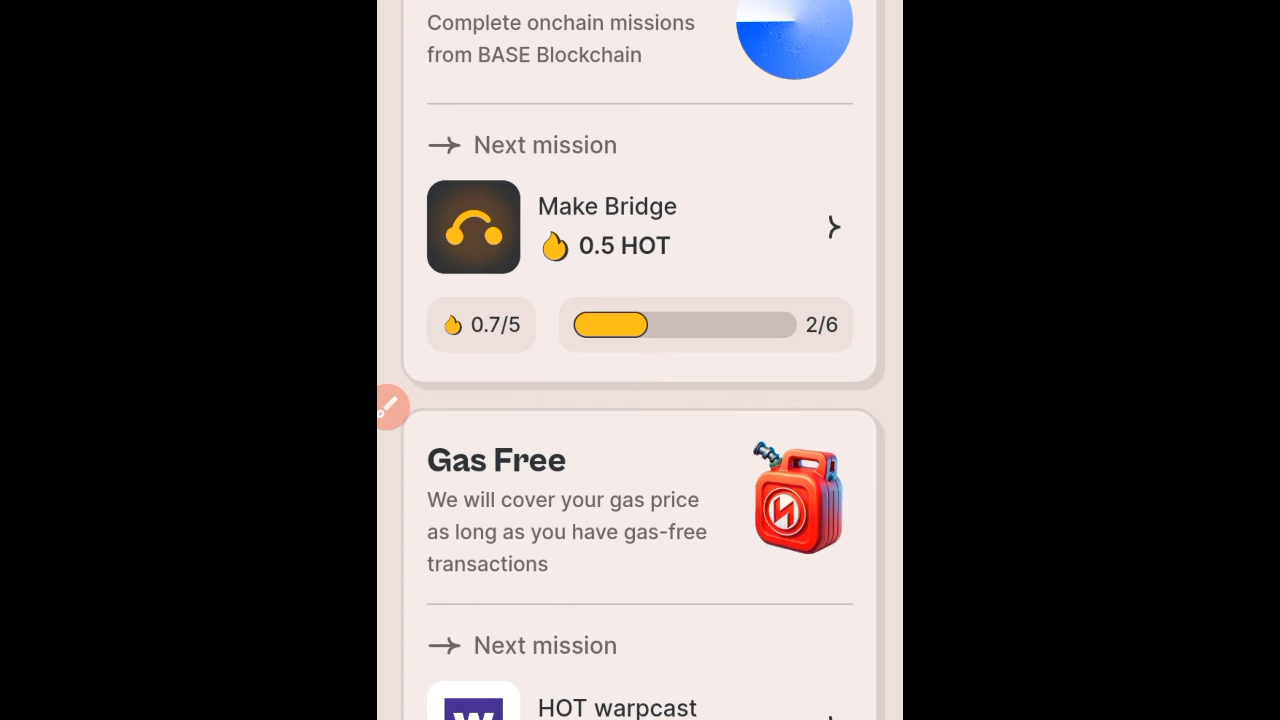 Complete onchain missions
from BASE Blockchain
Next mission
Make Bridge
0.5 HOT
0.7/5
2/6
Gas Free
We will cover your gas price
as long as you have gas-free
transactions
Next mission
HOT warpcast